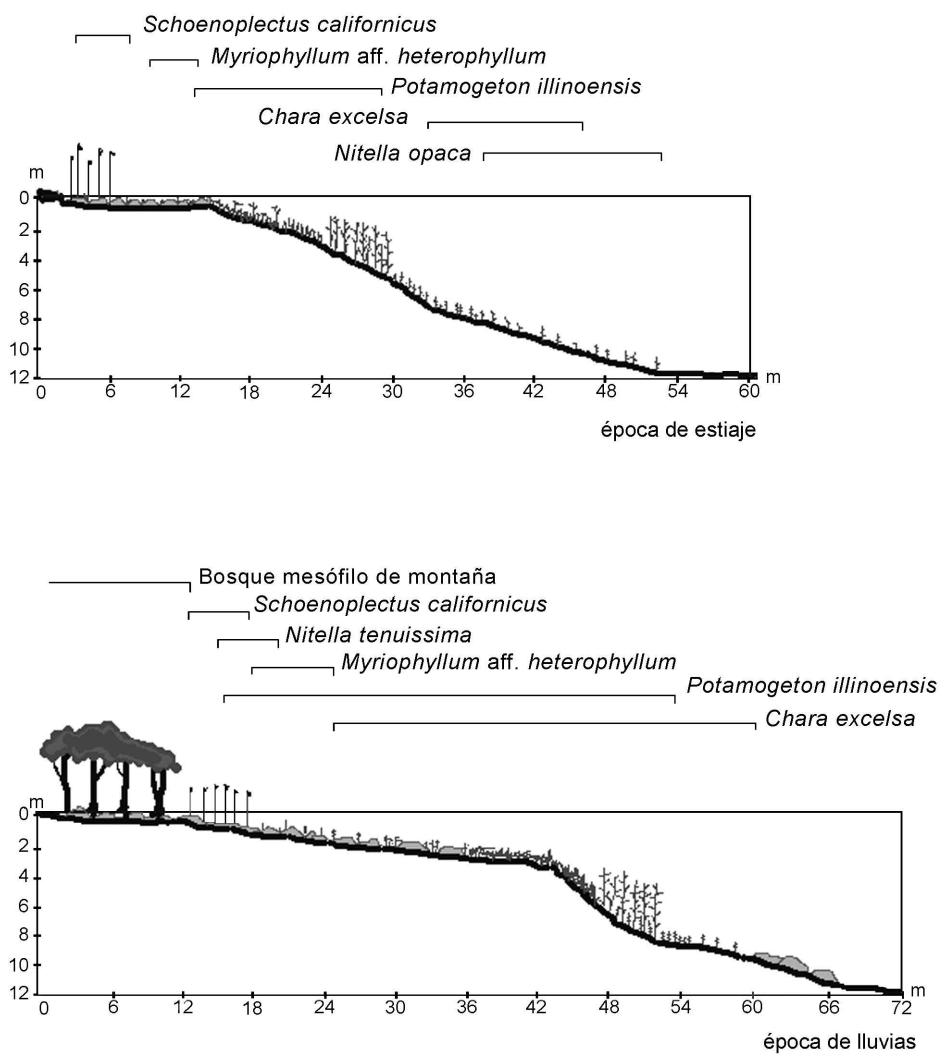 Schoenoplectus californicus
Myriophyllum aff. heterophyllum
Potamogeton illinoensis
Chara excelsa
Nitella opaca
m
0
2
4
6
8
10
12
0 6 12 18 24 30 36 42 48 54 60 m
época de estiaje
Bosque mesófilo de montaña
Schoenoplectus californicus
Nitella tenuissima
Myriophyllum aff. heterophyllum
Potamogeton illinoensis
Chara excelsa
m
0
2
4
6
8
10
12
m
0 6 12 18 24 30 36 42 48 54 60 66 72
época de lluvias